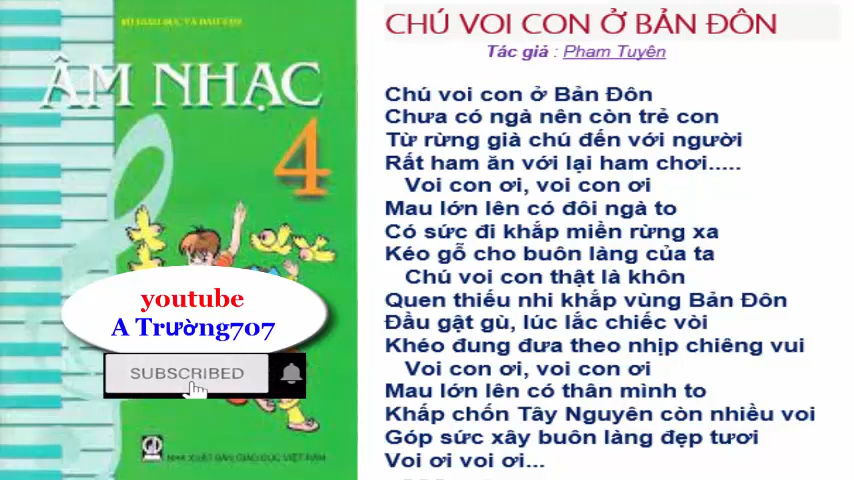 BỘ GIÁO DỤC VÀ ĐÀO TẠO
ÂM NHẠC
4
youtube
A Trường707
SUBSCRIBED
NHÀ XUẤT BẢN GIÁO DỤC VIỆT NAM
CHÚ VOI CON Ở BẢN ĐÔN
Tác giả : Pham Tuyên
Chú voi con ở Bản Đôn
Chưa có ngà nên còn trẻ con
Từ rừng già chú đến với người
Rất ham ăn với lại ham chơi.....
Voi con ơi, voi con ơi
Mau lớn lên có đôi ngà to
Có sức đi khắp miền rừng xa
Kéo gỗ cho buôn làng của ta
Chú voi con thật là khôn
Quen thiếu nhi khắp vùng Bản Đôn
Đầu gật gù, lúc lắc chiếc vòi
Khéo đung đưa theo nhịp chiêng vui
Voi con ơi, voi con ơi
Mau lớn lên có thân mình to
Khắp chốn Tây Nguyên còn nhiều voi
Góp sức xây buôn làng đẹp tươi
Voi ơi voi ơi...